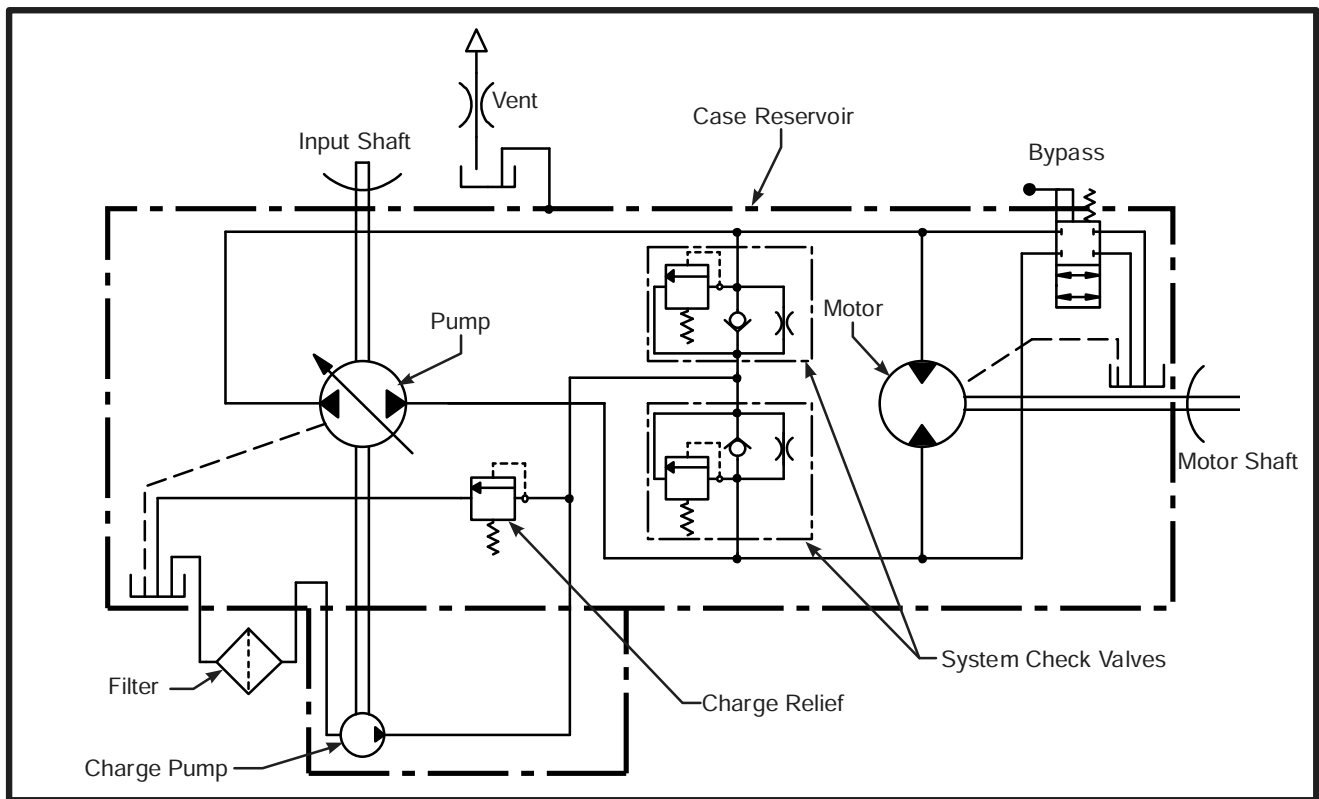 Vent
Case Reservoir
Input Shaft
Bypass
Pump
Motor
Motor Shaft
System Check Valves
Filter
Charge Relief
Charge Pump